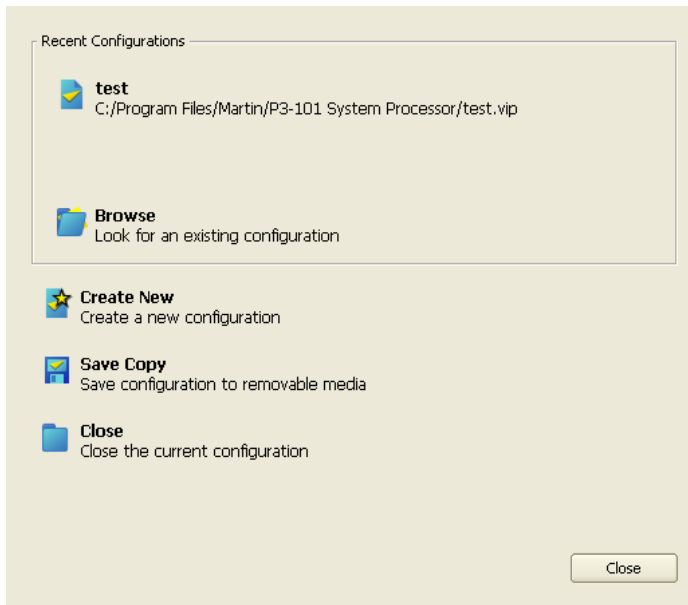 Recent Configurations
test
C:/Program Files/Martin/P3-101 System Processor/test.vip
Browse
Look for an existing configuration
Create New
Create a new configuration
Save Copy
Save configuration to removable media
Close
Close the current configuration
Close